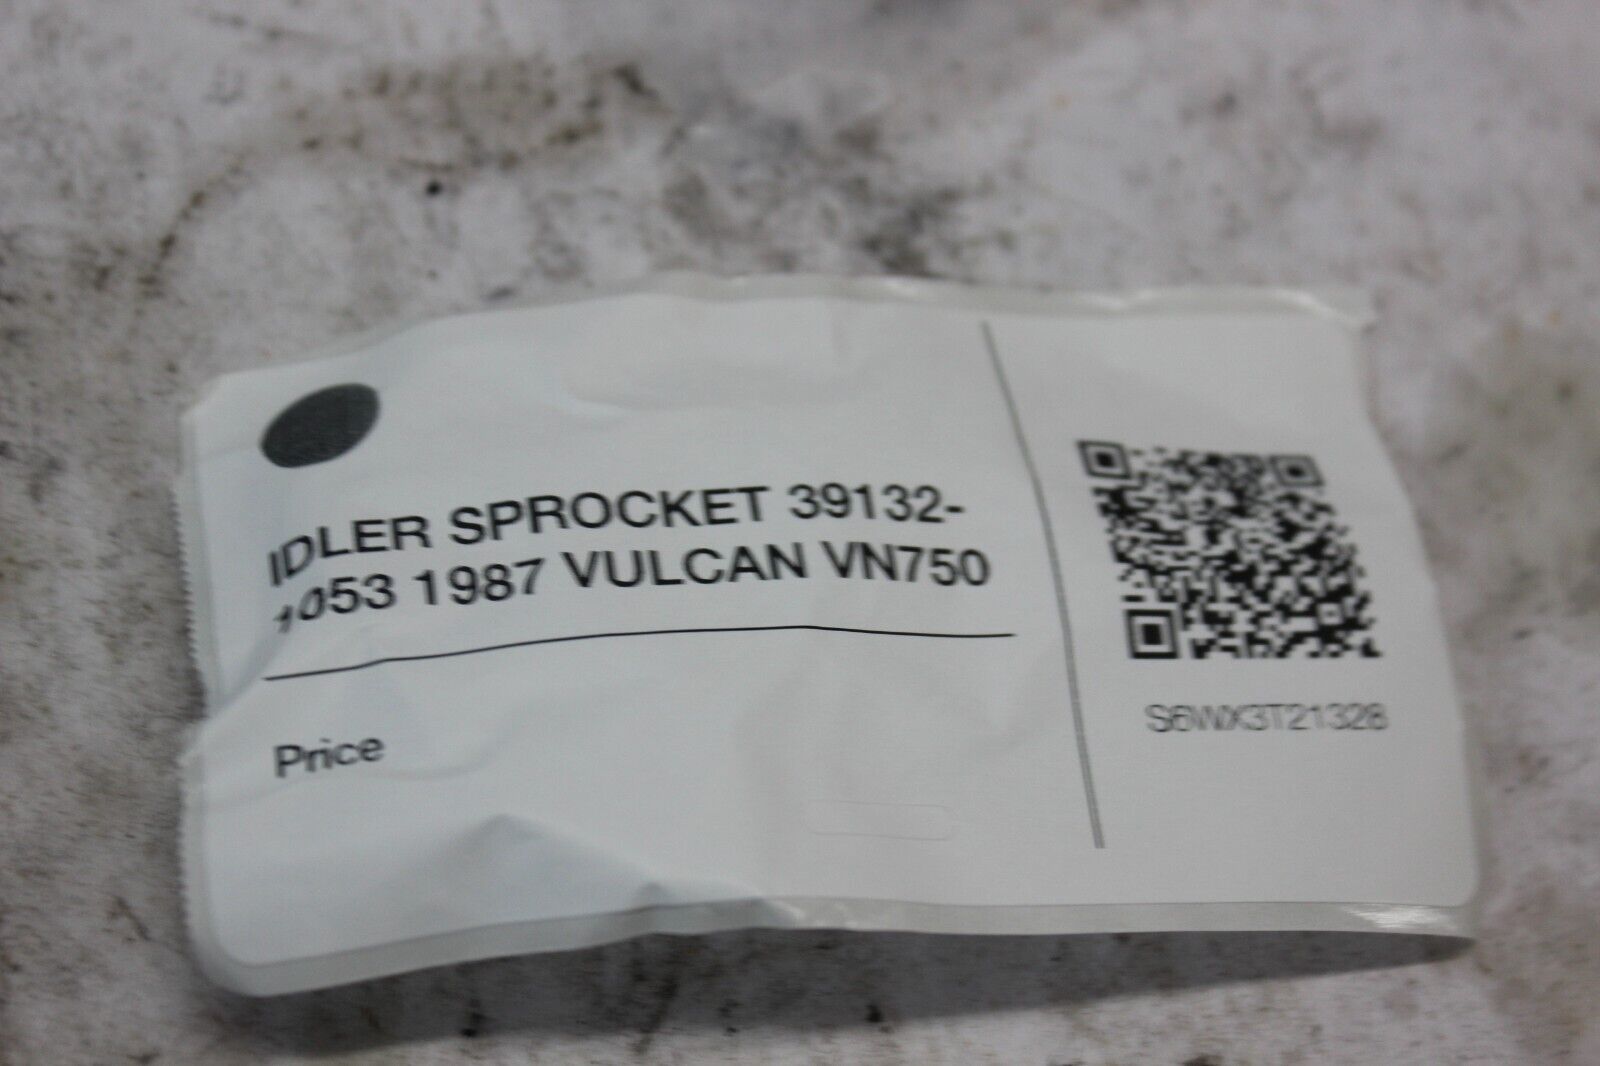 IDLER SPROCKET 39132-
1053 1987 VULCAN VN750
Price
S6WX3T21328